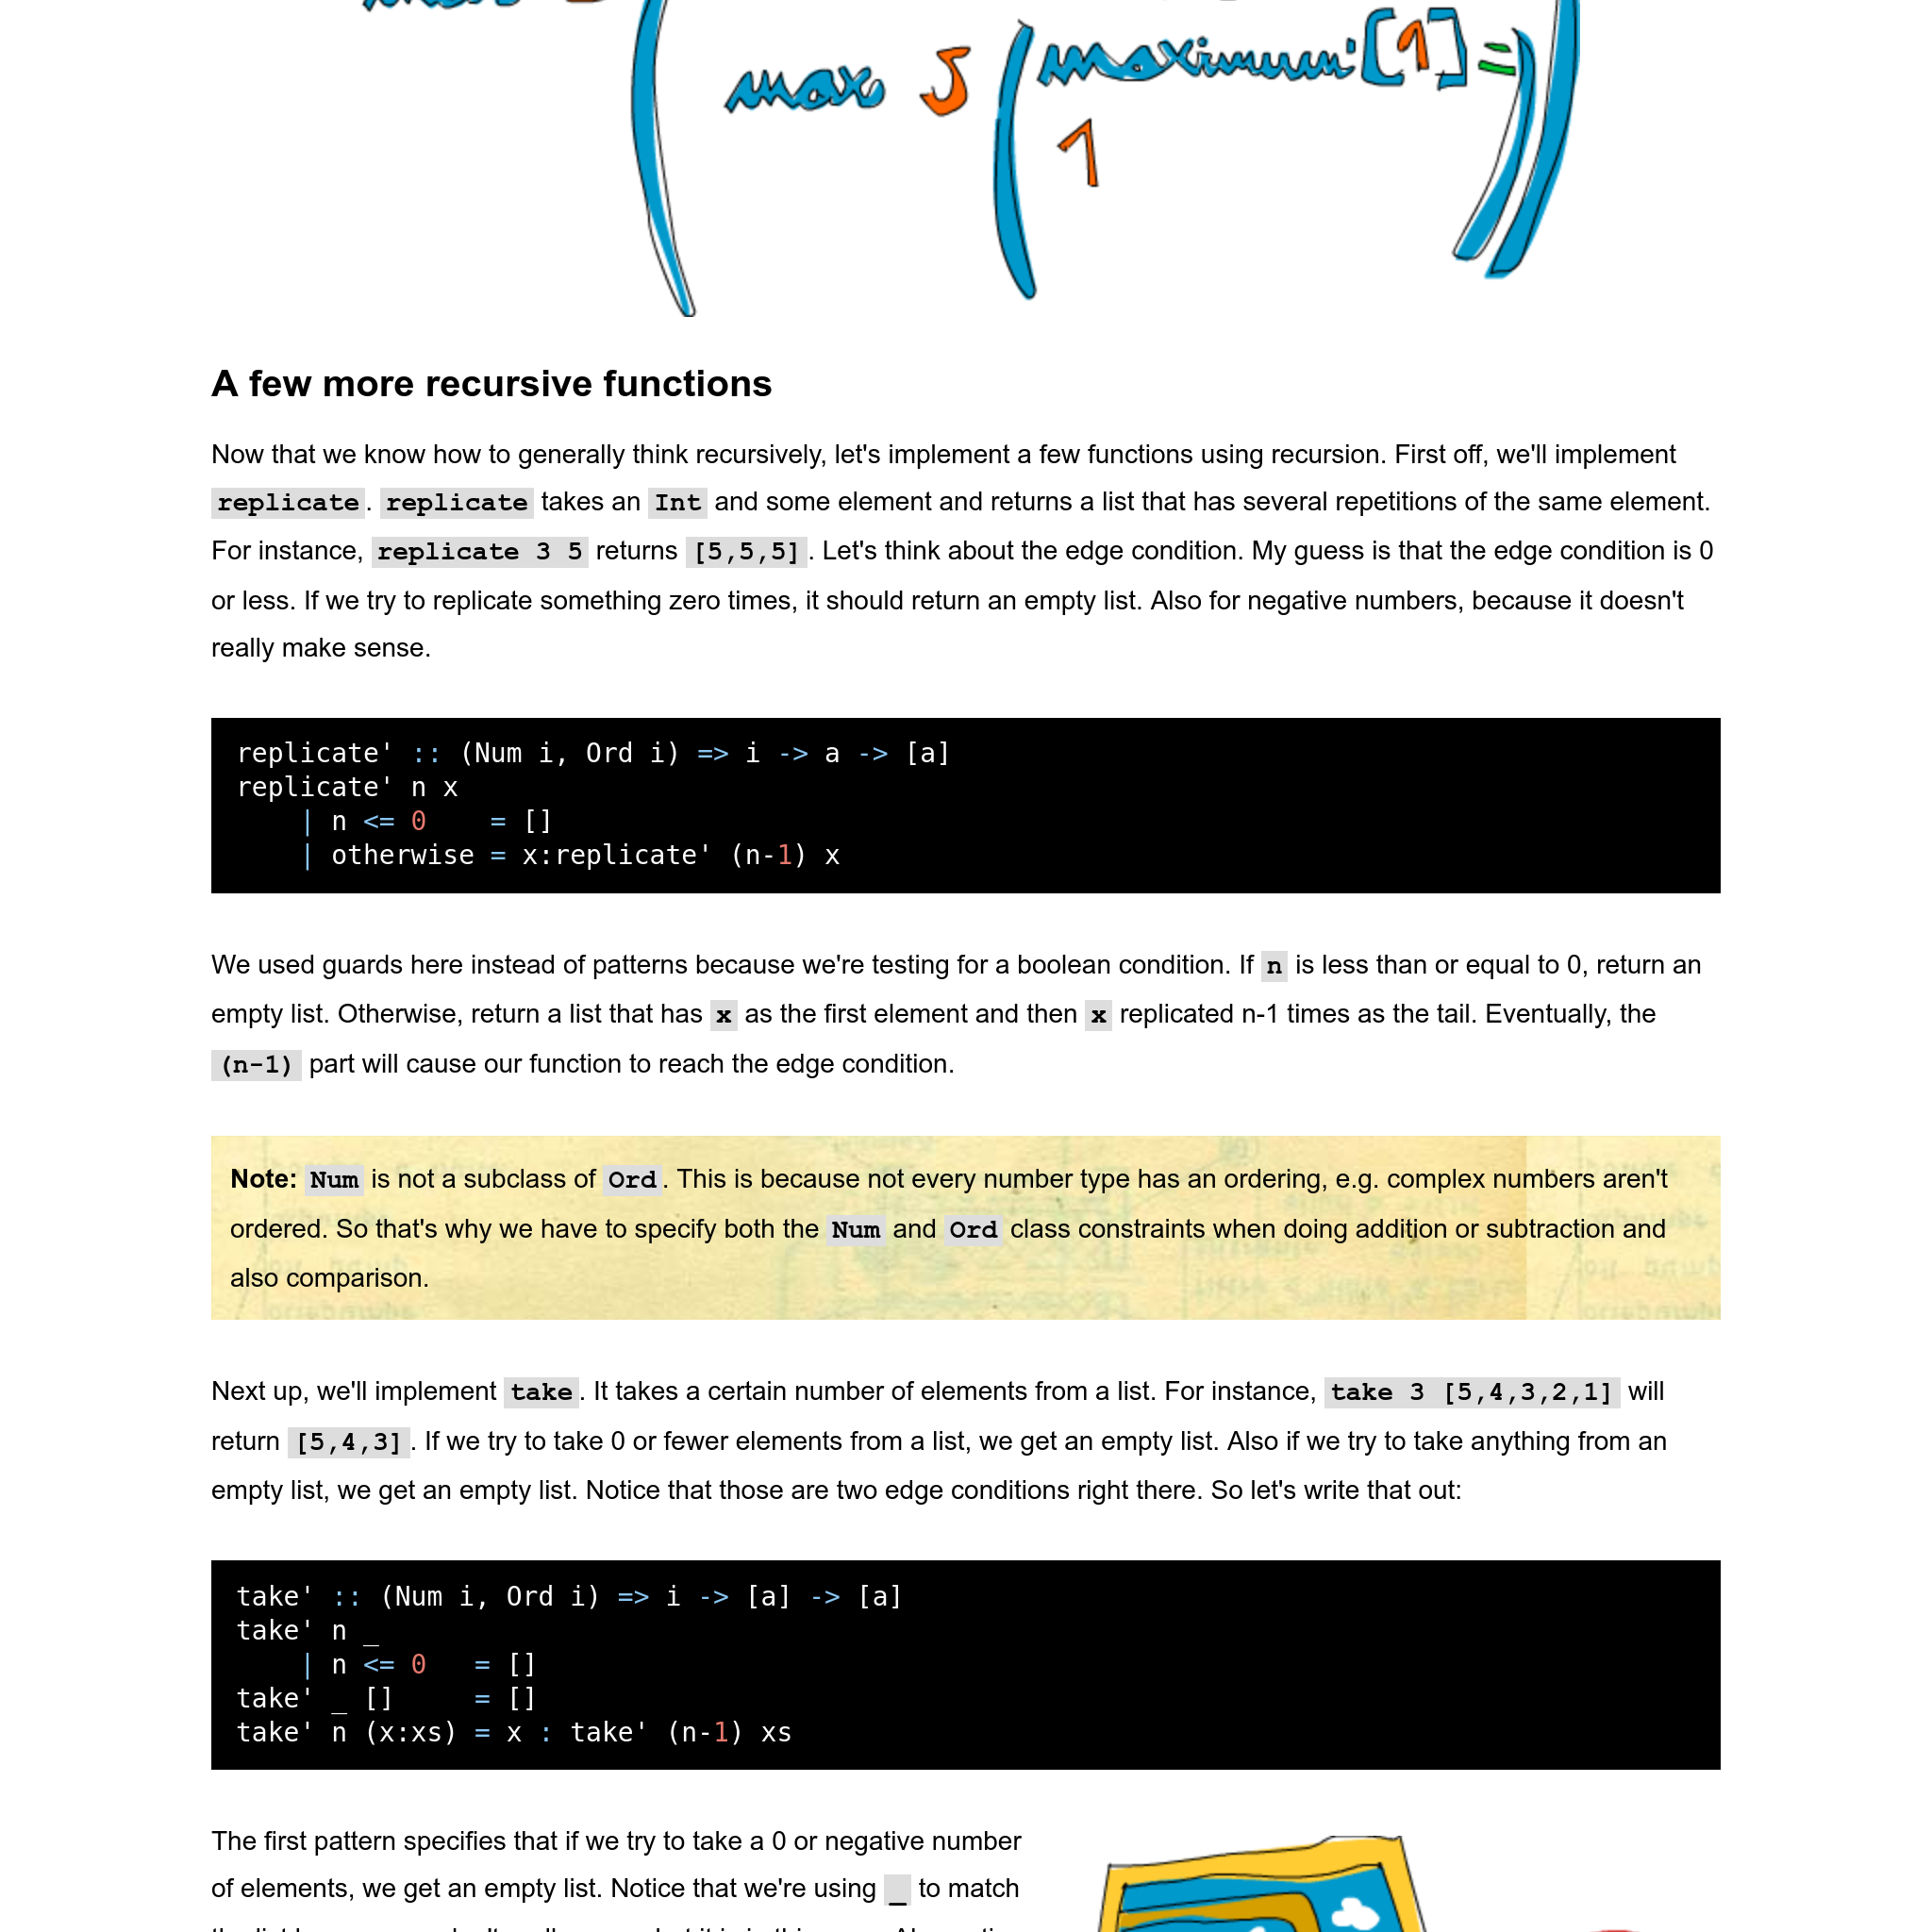 max 5 (maximum' [1] =
1
A few more recursive functions
Now that we know how to generally think recursively, let's implement a few functions using recursion. First off, we'll implement
replicate. replicate takes an Int and some element and returns a list that has several repetitions of the same element.
For instance, replicate 3 5 returns [5,5,5]. Let's think about the edge condition. My guess is that the edge condition is 0
or less. If we try to replicate something zero times, it should return an empty list. Also for negative numbers, because it doesn't
really make sense.
replicate' :: (Num i, Ord i) => i -> a -> [a]
replicate' n x
    | n <= 0    = []
    | otherwise = x:replicate' (n-1) x
We used guards here instead of patterns because we're testing for a boolean condition. If n is less than or equal to 0, return an
empty list. Otherwise, return a list that has x as the first element and then x replicated n-1 times as the tail. Eventually, the
(n-1) part will cause our function to reach the edge condition.
Note: Num is not a subclass of Ord. This is because not every number type has an ordering, e.g. complex numbers aren't
ordered. So that's why we have to specify both the Num and Ord class constraints when doing addition or subtraction and
also comparison.
Next up, we'll implement take. It takes a certain number of elements from a list. For instance, take 3 [5,4,3,2,1] will
return [5,4,3]. If we try to take 0 or fewer elements from a list, we get an empty list. Also if we try to take anything from an
empty list, we get an empty list. Notice that those are two edge conditions right there. So let's write that out:
take' :: (Num i, Ord i) => i -> [a] -> [a]
take' n _
    | n <= 0   = []
take' _ []     = []
take' n (x:xs) = x : take' (n-1) xs
The first pattern specifies that if we try to take a 0 or negative number
of elements, we get an empty list. Notice that we're using _ to match